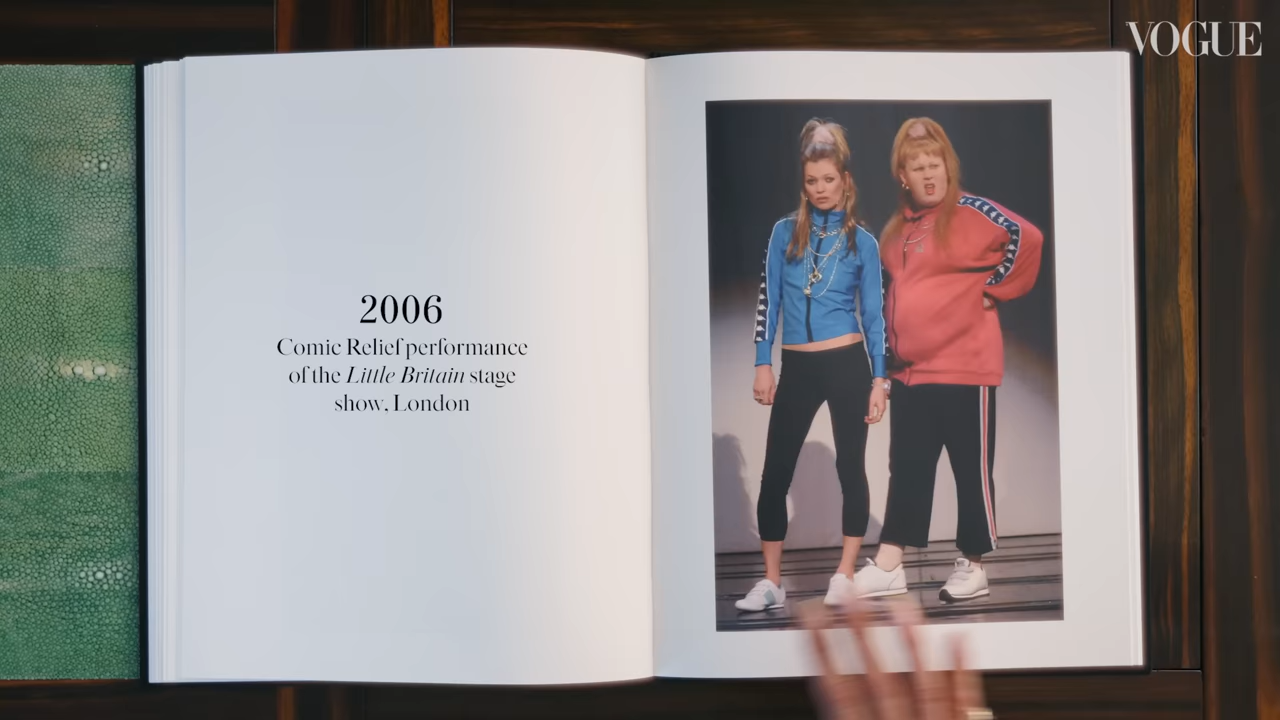 VOGUE
2006
Comic Relief performance
of the Little Britain stage
show, London